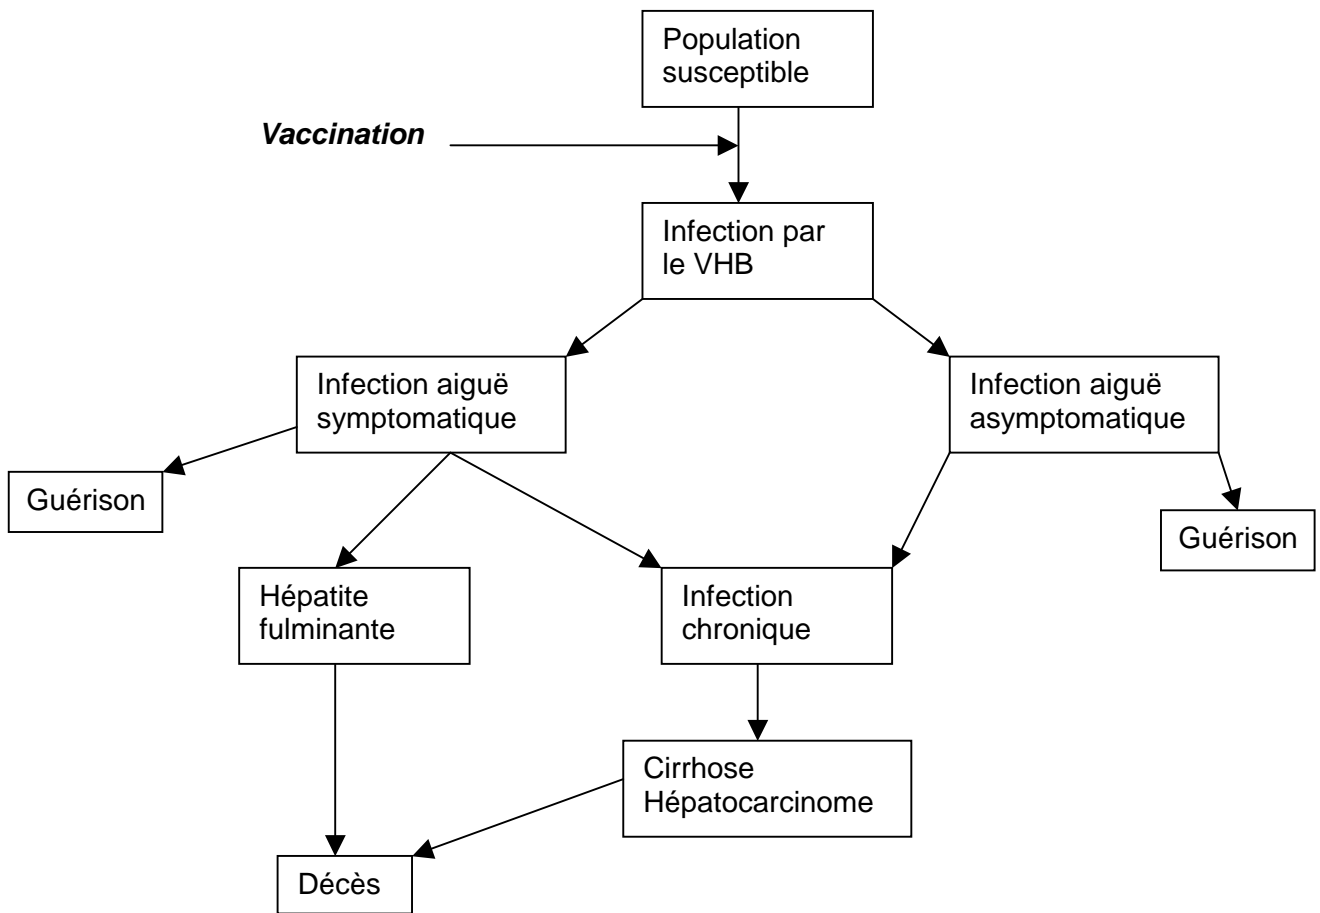 Population
susceptible
Vaccination
Infection par
le VHB
Infection aiguë
symptomatique
Infection aiguë
asymptomatique
Guérison
Guérison
Hépatite
fulminante
Infection
chronique
Cirrhose
Hépatocarcinome
Décès